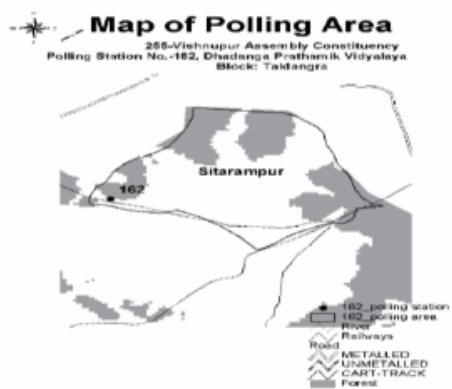 Map of Polling Area
255-Vishnupur Assembly Constituency
Polling Station No.-162, Dhadanga Prathamik Vidyalaya
Block: Taldangra
Sitarampur
162
162_polling station
162_polling area
River
Railways
Road
METALLED
UNMETALLED
CART-TRACK
Forest